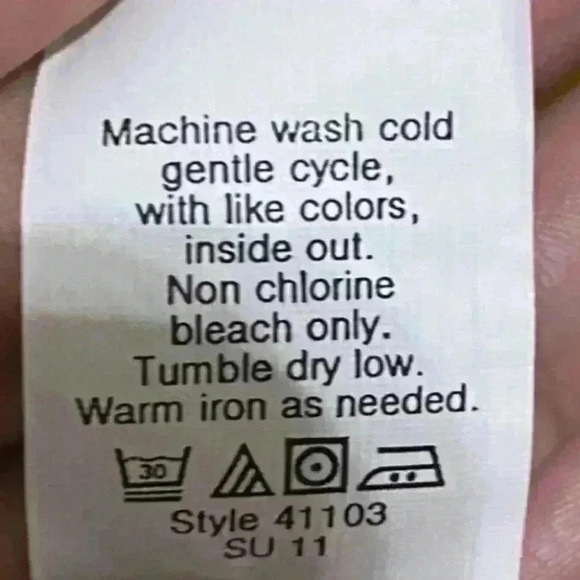 Machine wash cold
gentle cycle,
with like colors,
inside out.
Non chlorine
bleach only.
Tumble dry low.
Warm iron as needed.
30
Style 41103
SU 11